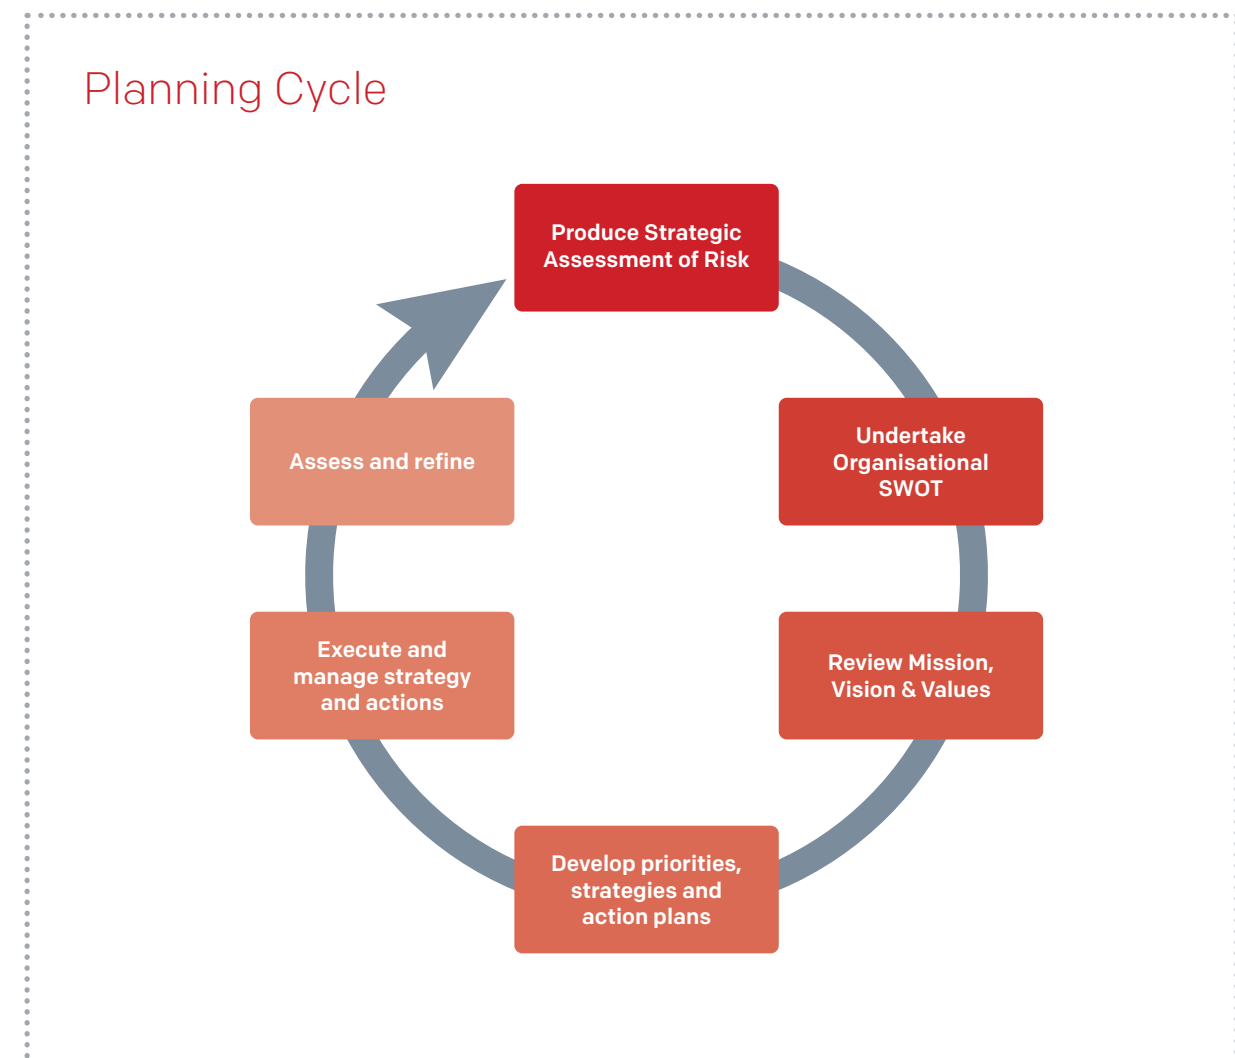 Planning Cycle
Produce Strategic
Assessment of Risk
Undertake
Organisational
SWOT
Review Mission,
Vision & Values
Develop priorities,
strategies and
action plans
Execute and
manage strategy
and actions
Assess and refine